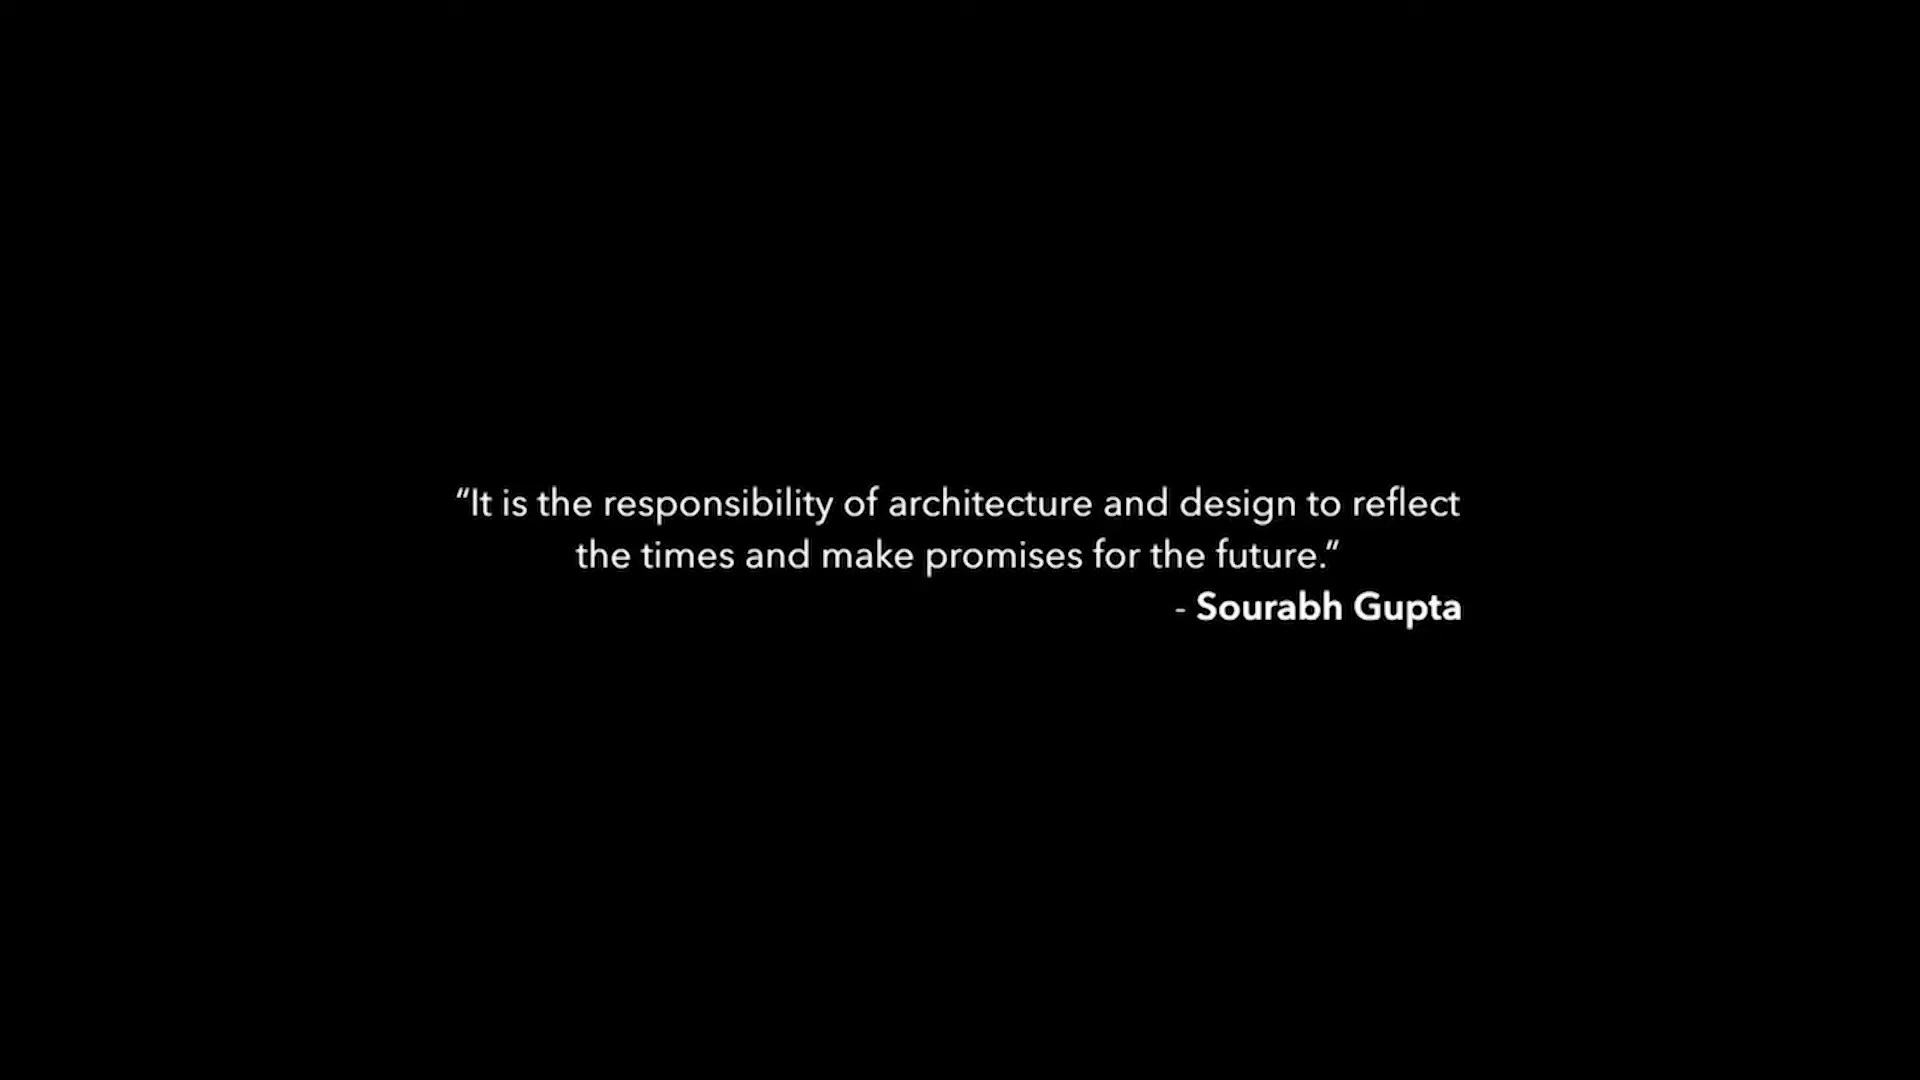 “It is the responsibility of architecture and design to reflect
the times and make promises for the future.”
- Sourabh Gupta